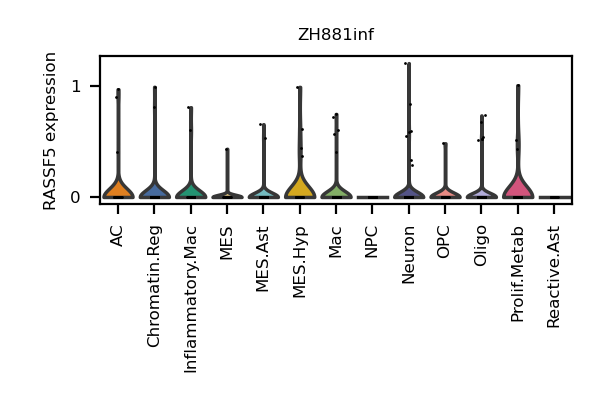 ZH881inf
RASSF5 expression
1
0
AC
Chromatin.Reg
Inflammatory.Mac
MES
MES.Ast
MES.Hyp
Mac
NPC
Neuron
OPC
Oligo
Prolif.Metab
Reactive.Ast